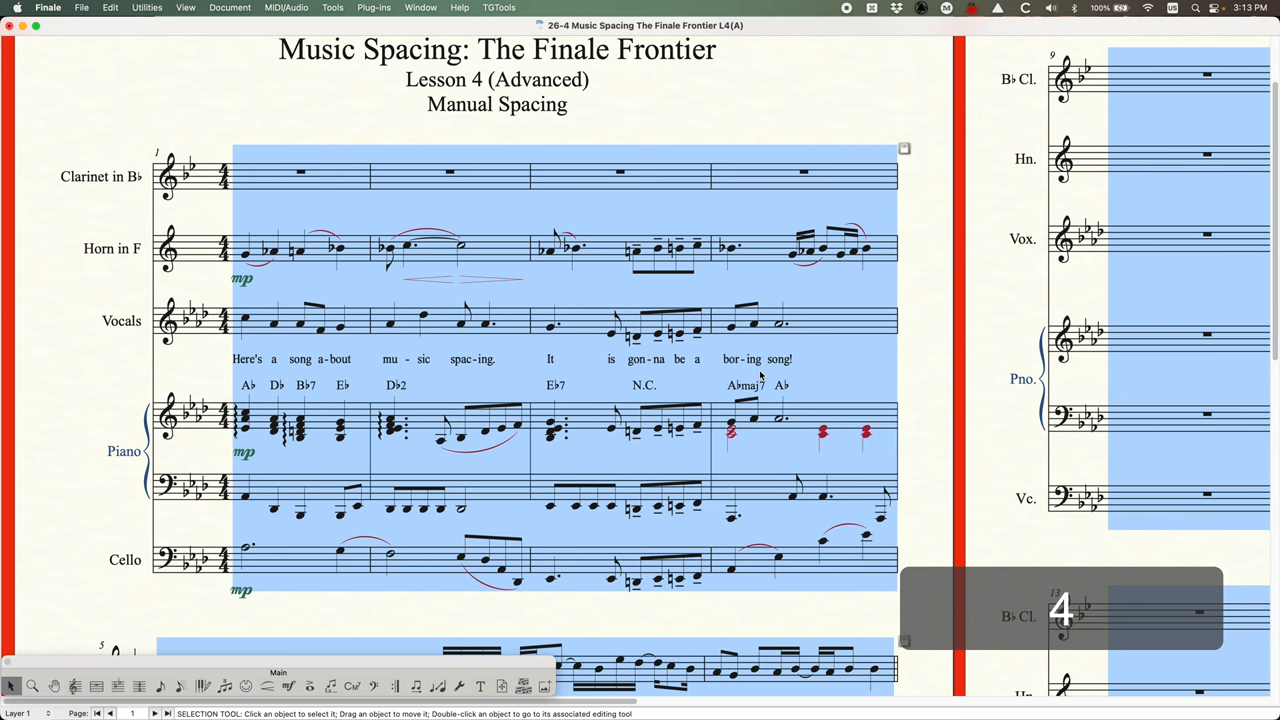 Finale File Edit Utilities View Document MIDI/Audio Tools Plug-ins Window Help TGTools
100% US 3:13 PM
26-4 Music Spacing The Finale Frontier L4(A)
Music Spacing: The Finale Frontier
Lesson 4 (Advanced)
Manual Spacing
1
Clarinet in B♭
Horn in F
mp
Vocals
Here's a song a-bout mu - sic spac-ing. It is gon-na be a bor-ing song!
A♭ D♭ B♭7 E♭ D♭2 E♭7 N.C. A♭maj7 A♭
Piano
mp
Cello
mp
5
9
B♭ Cl.
Hn.
Vox.
Pno.
Vc.
13
B♭ Cl.
Hn.
4
Main
Layer 1 Page: 1 SELECTION TOOL: Click an object to select it; Drag an object to move it; Double-click an object to go to its associated editing tool